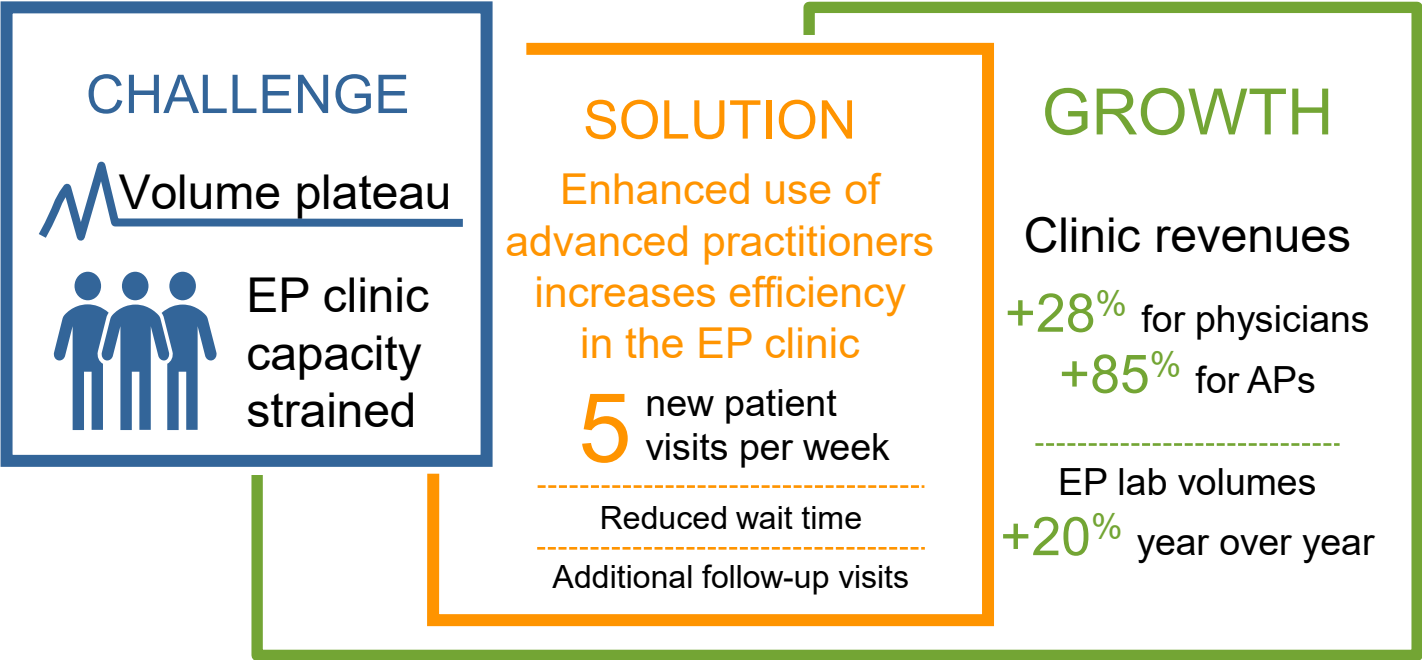 CHALLENGE
Volume plateau
EP clinic
capacity
strained
SOLUTION
Enhanced use of
advanced practitioners
increases efficiency
in the EP clinic
5 new patient
visits per week
Reduced wait time
Additional follow-up visits
GROWTH
Clinic revenues
+28% for physicians
+85% for APs
EP lab volumes
+20% year over year